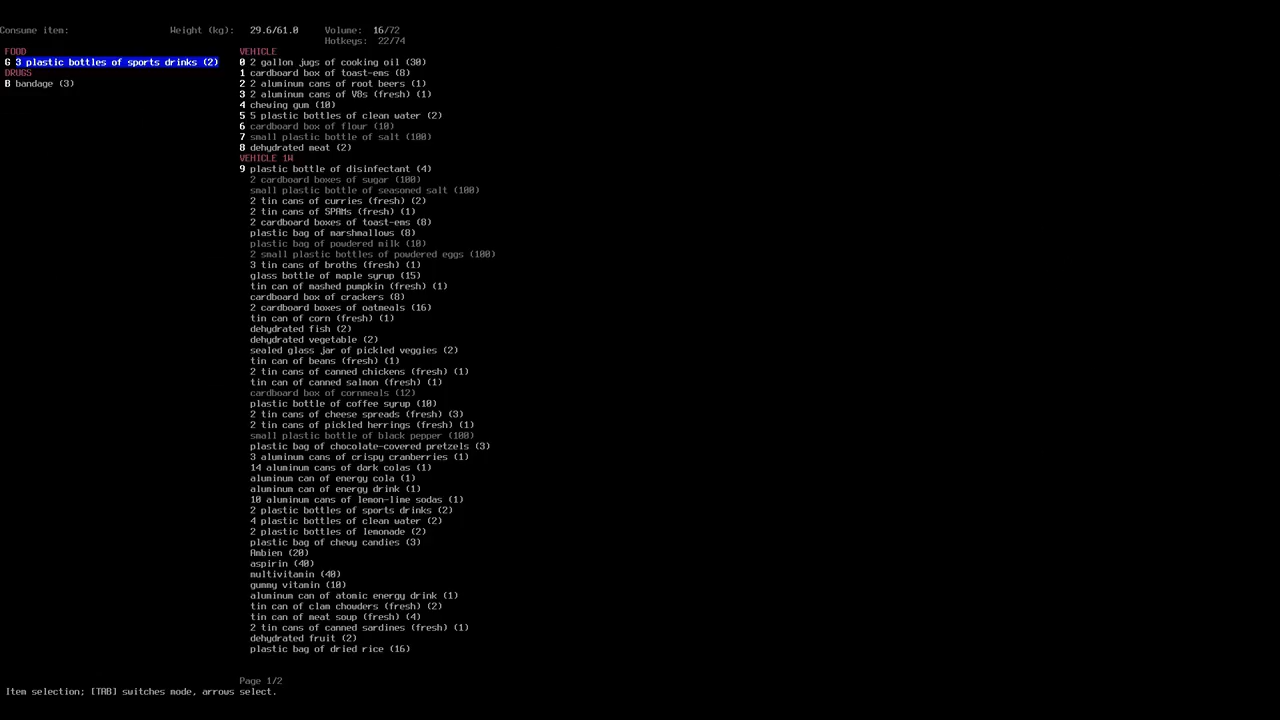 Consume item: Weight (kg): 29.6/61.0 Volume: 16/72
Hotkeys: 22/74
FOOD
G 3 plastic bottles of sports drinks (2)
DRUGS
B bandage (3)
VEHICLE
0 2 gallon jugs of cooking oil (30)
1 cardboard box of toast-ems (8)
2 2 aluminum cans of root beers (1)
3 2 aluminum cans of V8s (fresh) (1)
4 chewing gum (10)
5 5 plastic bottles of clean water (2)
6 cardboard box of flour (10)
7 small plastic bottle of salt (100)
8 dehydrated meat (2)
VEHICLE 1W
9 plastic bottle of disinfectant (4)
2 cardboard boxes of sugar (100)
small plastic bottle of seasoned salt (100)
2 tin cans of curries (fresh) (2)
2 tin cans of SPAMs (fresh) (1)
2 cardboard boxes of toast-ems (8)
plastic bag of marshmallows (8)
plastic bag of powdered milk (10)
2 small plastic bottles of powdered eggs (100)
3 tin cans of broths (fresh) (1)
glass bottle of maple syrup (15)
tin can of mashed pumpkin (fresh) (1)
cardboard box of crackers (8)
2 cardboard boxes of oatmeals (16)
tin can of corn (fresh) (1)
dehydrated fish (2)
dehydrated vegetable (2)
sealed glass jar of pickled veggies (2)
tin can of beans (fresh) (1)
2 tin cans of canned chickens (fresh) (1)
tin can of canned salmon (fresh) (1)
cardboard box of cornmeals (12)
plastic bottle of coffee syrup (10)
2 tin cans of cheese spreads (fresh) (3)
2 tin cans of pickled herrings (fresh) (1)
small plastic bottle of black pepper (100)
plastic bag of chocolate-covered pretzels (3)
3 aluminum cans of crispy cranberries (1)
14 aluminum cans of dark colas (1)
aluminum can of energy cola (1)
aluminum can of energy drink (1)
10 aluminum cans of lemon-lime sodas (1)
2 plastic bottles of sports drinks (2)
4 plastic bottles of clean water (2)
2 plastic bottles of lemonade (2)
plastic bag of chewy candies (3)
Ambien (20)
aspirin (40)
multivitamin (40)
gummy vitamin (10)
aluminum can of atomic energy drink (1)
tin can of clam chowders (fresh) (2)
tin can of meat soup (fresh) (4)
2 tin cans of canned sardines (fresh) (1)
dehydrated fruit (2)
plastic bag of dried rice (16)
Page 1/2
Item selection; [TAB] switches mode, arrows select.